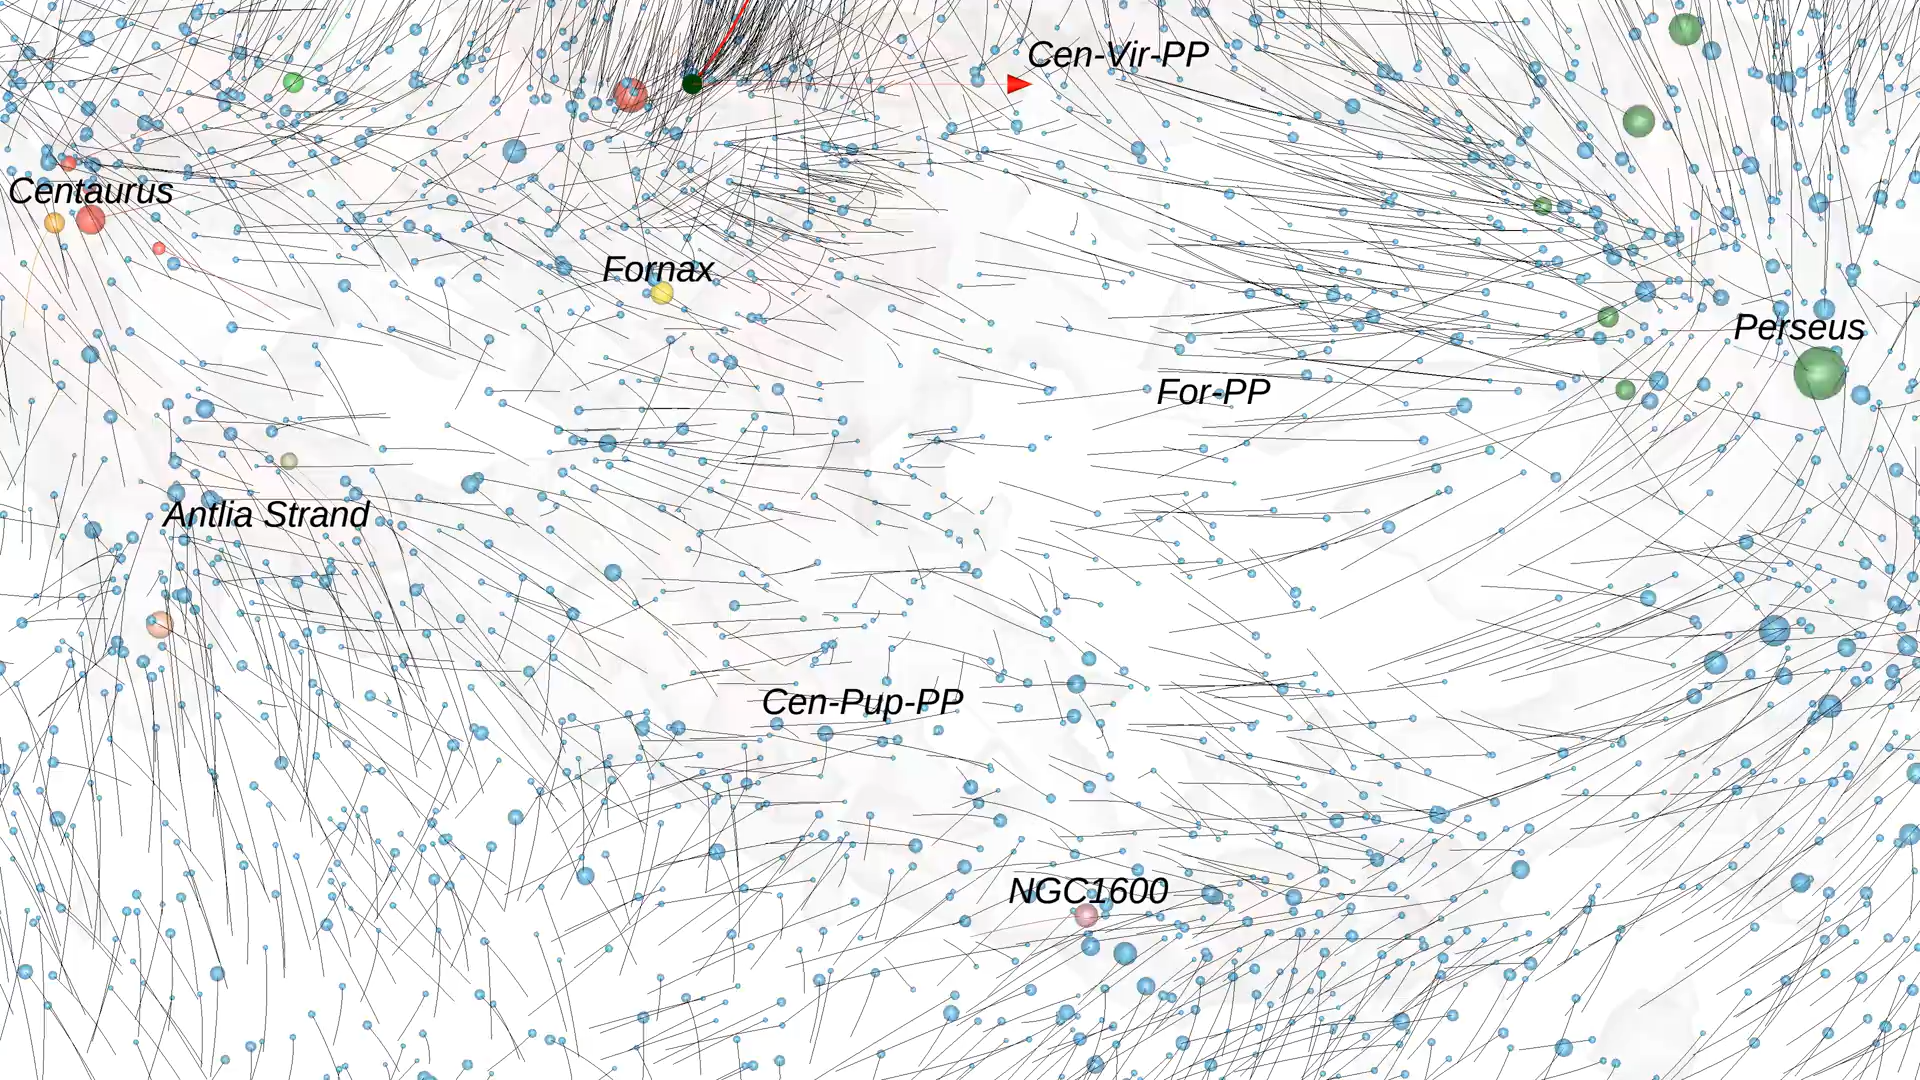 Cen-Vir-PP
Centaurus
Fornax
Perseus
For-PP
Antlia Strand
Cen-Pup-PP
NGC1600